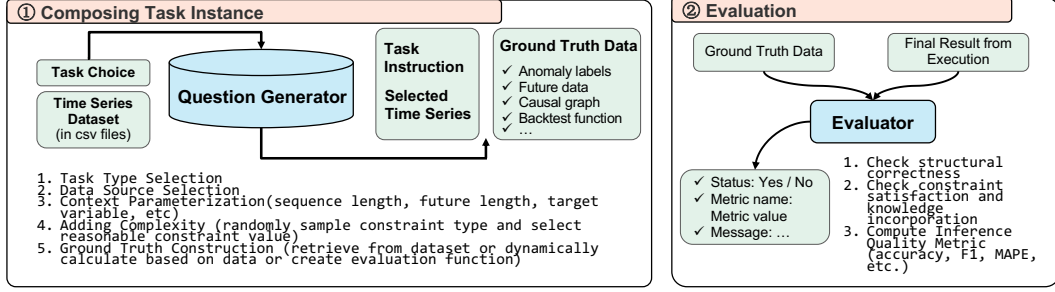 ① Composing Task Instance
Task Choice
Time Series
Dataset
(in csv files)
Question Generator
Task
Instruction
Selected
Time Series
Ground Truth Data
✓ Anomaly labels
✓ Future data
✓ Causal graph
✓ Backtest function
✓ ...
1. Task Type Selection
2. Data Source Selection
3. Context Parameterization(sequence length, future length, target
variable, etc)
4. Adding Complexity (randomly sample constraint type and select
reasonable constraint value)
5. Ground Truth Construction (retrieve from dataset or dynamically
calculate based on data or create evaluation function)
② Evaluation
Ground Truth Data
Final Result from
Execution
Evaluator
✓ Status: Yes / No
✓ Metric name:
Metric value
✓ Message: ...
1. Check structural
correctness
2. Check constraint
satisfaction and
knowledge
incorporation
3. Compute Inference
Quality Metric
(accuracy, F1, MAPE,
etc.)